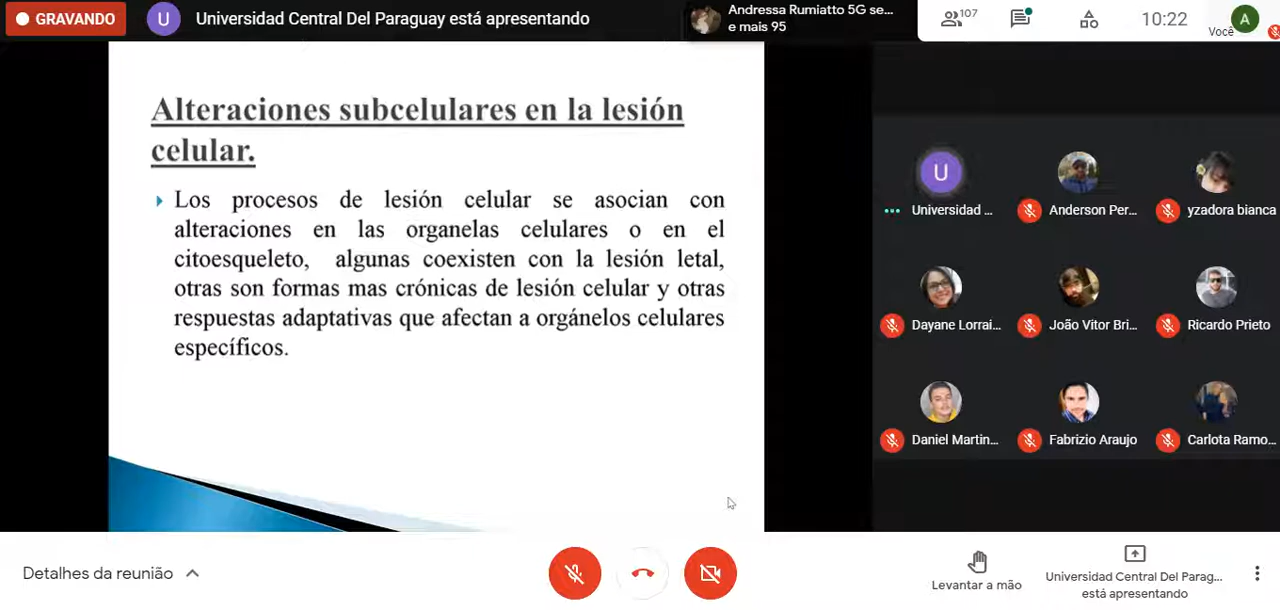 GRAVANDO
U
Universidad Central Del Paraguay está apresentando
Andressa Rumiatto 5G se...
e mais 95
107
10:22
Você
A
Alteraciones subcelulares en la lesión
celular.
Los procesos de lesión celular se asocian con
alteraciones en las organelas celulares o en el
citoesqueleto, algunas coexisten con la lesión letal,
otras son formas mas crónicas de lesión celular y otras
respuestas adaptativas que afectan a orgánelos celulares
específicos.
U
Universidad ...
Anderson Per...
yzadora bianca
Dayane Lorrai...
João Vitor Bri...
Ricardo Prieto
Daniel Martin...
Fabrizio Araujo
Carlota Ramo...
Detalhes da reunião
Levantar a mão
Universidad Central Del Parag...
está apresentando